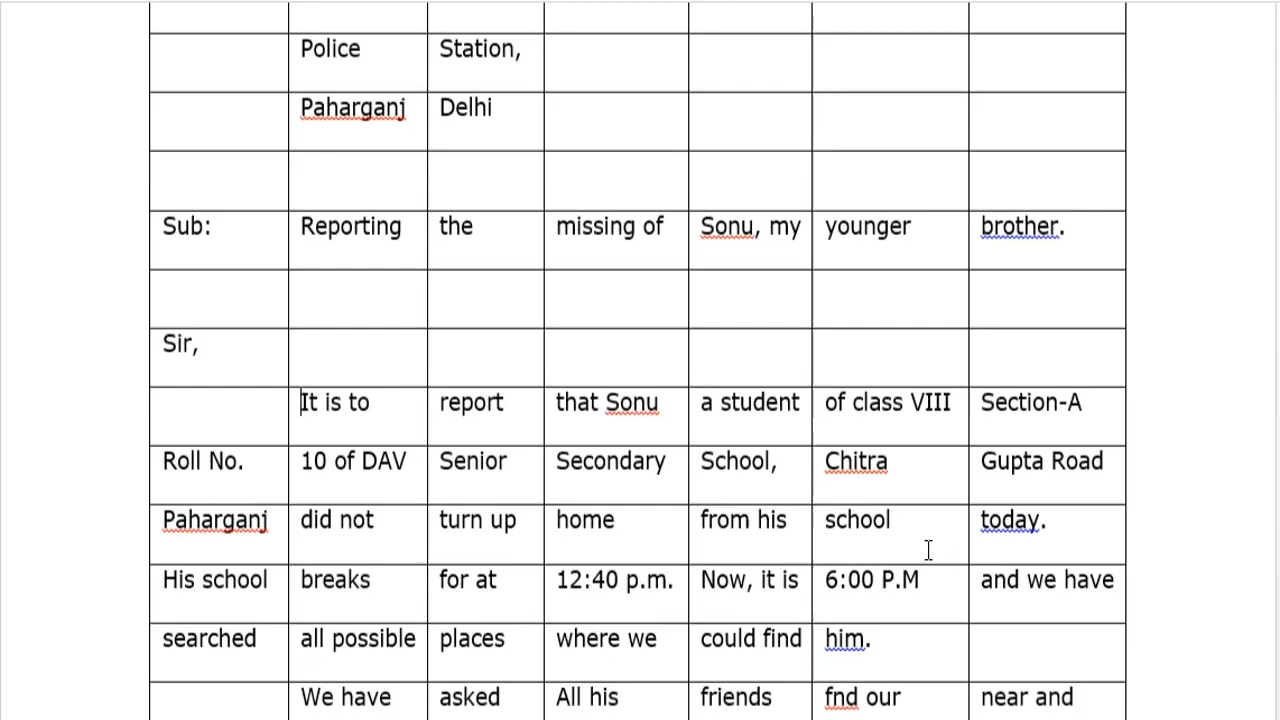 Police Station,
Paharganj Delhi
Sub: Reporting the missing of Sonu, my younger brother.
Sir,
It is to report that Sonu a student of class VIII Section-A
Roll No. 10 of DAV Senior Secondary School, Chitra Gupta Road
Paharganj did not turn up home from his school today.
His school breaks for at 12:40 p.m. Now, it is 6:00 P.M and we have
searched all possible places where we could find him.
We have asked All his friends fnd our near and